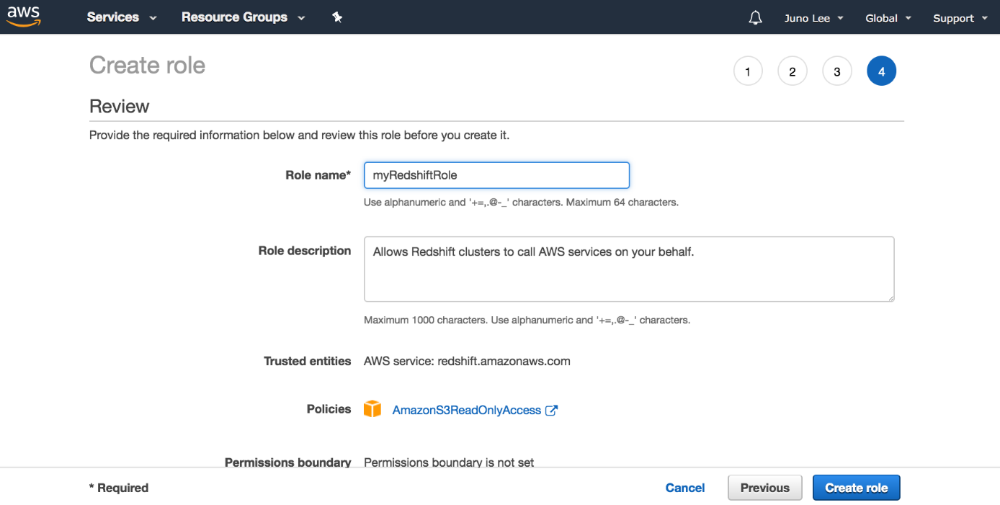 aws Services Resource Groups Juno Lee Global Support
Create role 1 2 3 4
Review
Provide the required information below and review this role before you create it.
Role name* myRedshiftRole
Use alphanumeric and '+=,.@-_' characters. Maximum 64 characters.
Role description Allows Redshift clusters to call AWS services on your behalf.
Maximum 1000 characters. Use alphanumeric and '+=,.@-_' characters.
Trusted entities AWS service: redshift.amazonaws.com
Policies AmazonS3ReadOnlyAccess
Permissions boundary Permissions boundary is not set
* Required Cancel Previous Create role